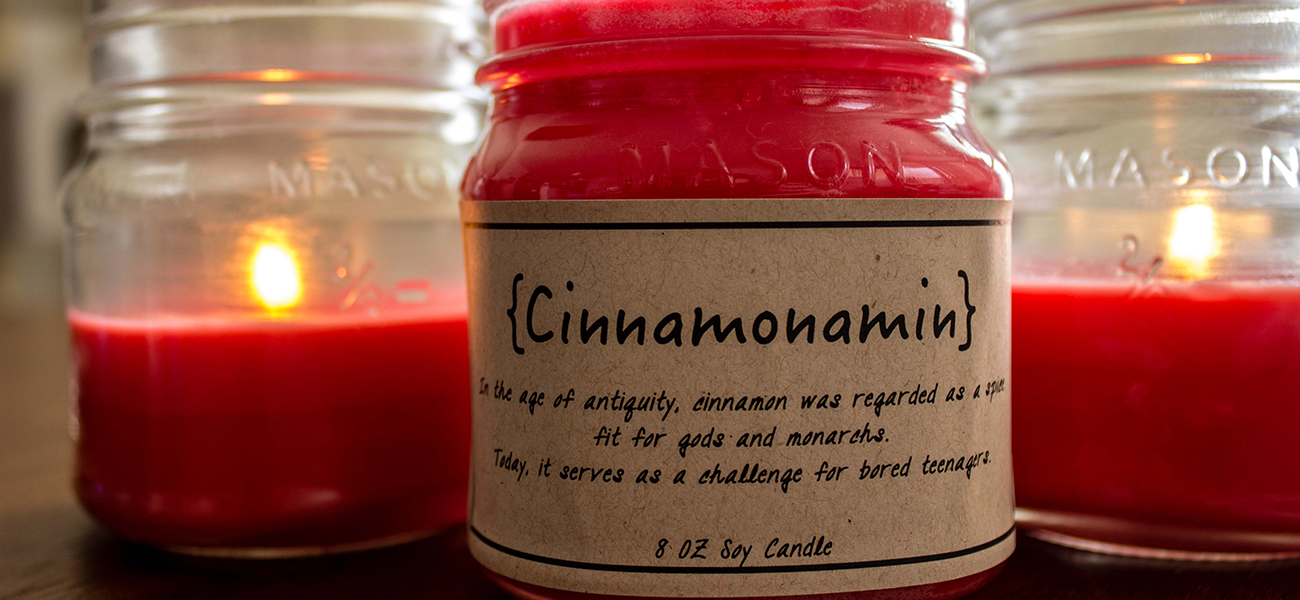 MASON
MASON
MASON
{Cinnamonamin}
In the age of antiquity, cinnamon was regarded as a spice
fit for gods and monarchs.
Today, it serves as a challenge for bored teenagers.
8 OZ Soy Candle